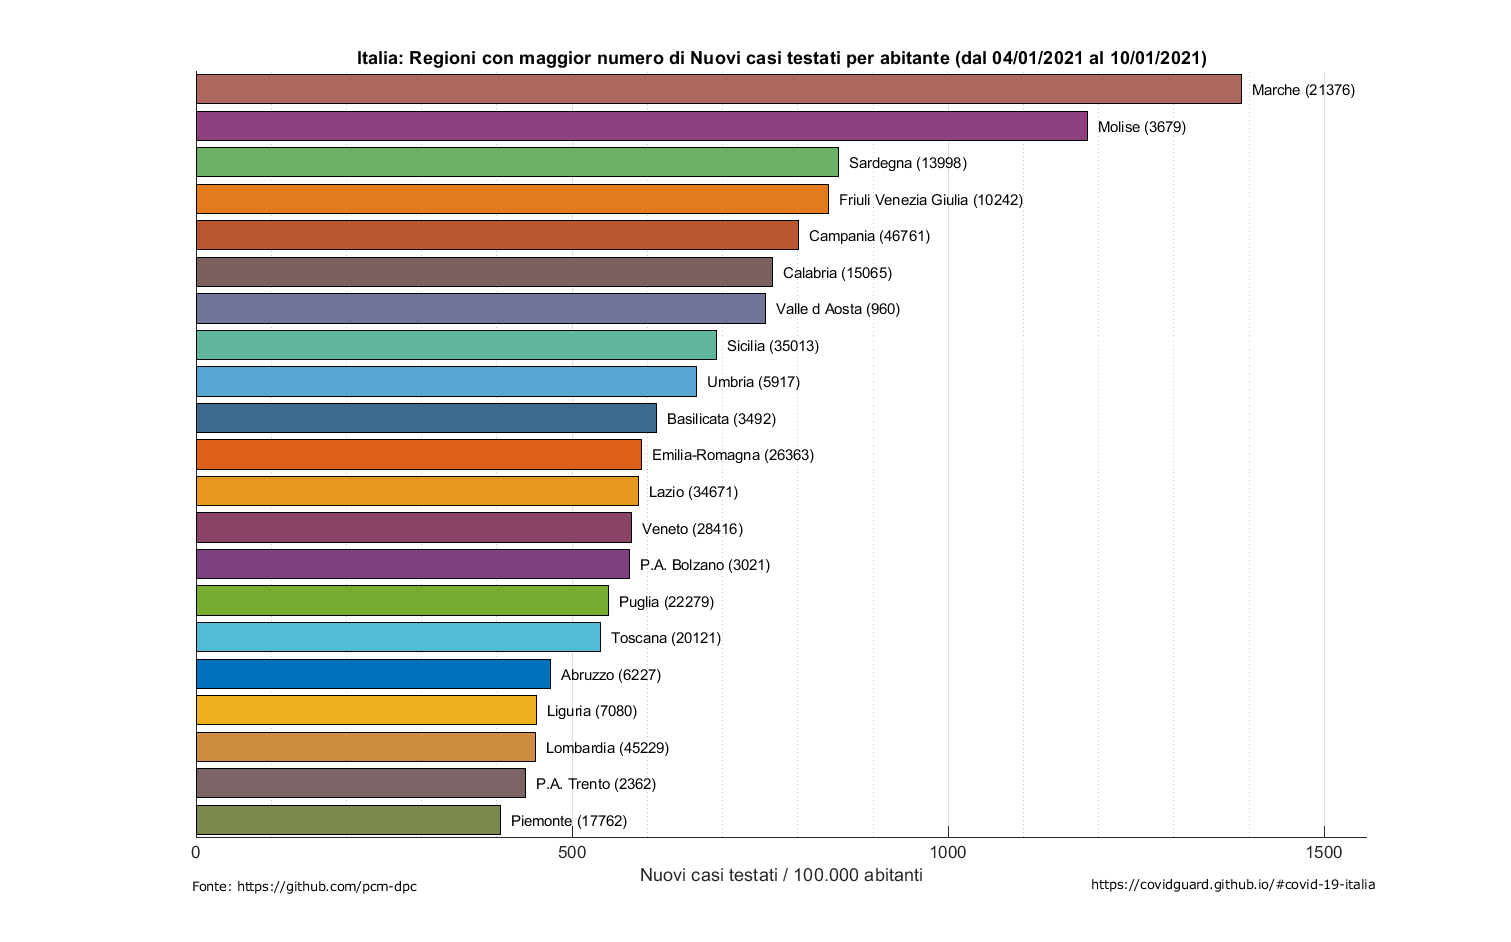 Italia: Regioni con maggior numero di Nuovi casi testati per abitante (dal 04/01/2021 al 10/01/2021)
Marche (21376)
Molise (3679)
Sardegna (13998)
Friuli Venezia Giulia (10242)
Campania (46761)
Calabria (15065)
Valle d Aosta (960)
Sicilia (35013)
Umbria (5917)
Basilicata (3492)
Emilia-Romagna (26363)
Lazio (34671)
Veneto (28416)
P.A. Bolzano (3021)
Puglia (22279)
Toscana (20121)
Abruzzo (6227)
Liguria (7080)
Lombardia (45229)
P.A. Trento (2362)
Piemonte (17762)
0 500 1000 1500
Nuovi casi testati / 100.000 abitanti
Fonte: https://github.com/pcm-dpc
https://covidguard.github.io/#covid-19-italia